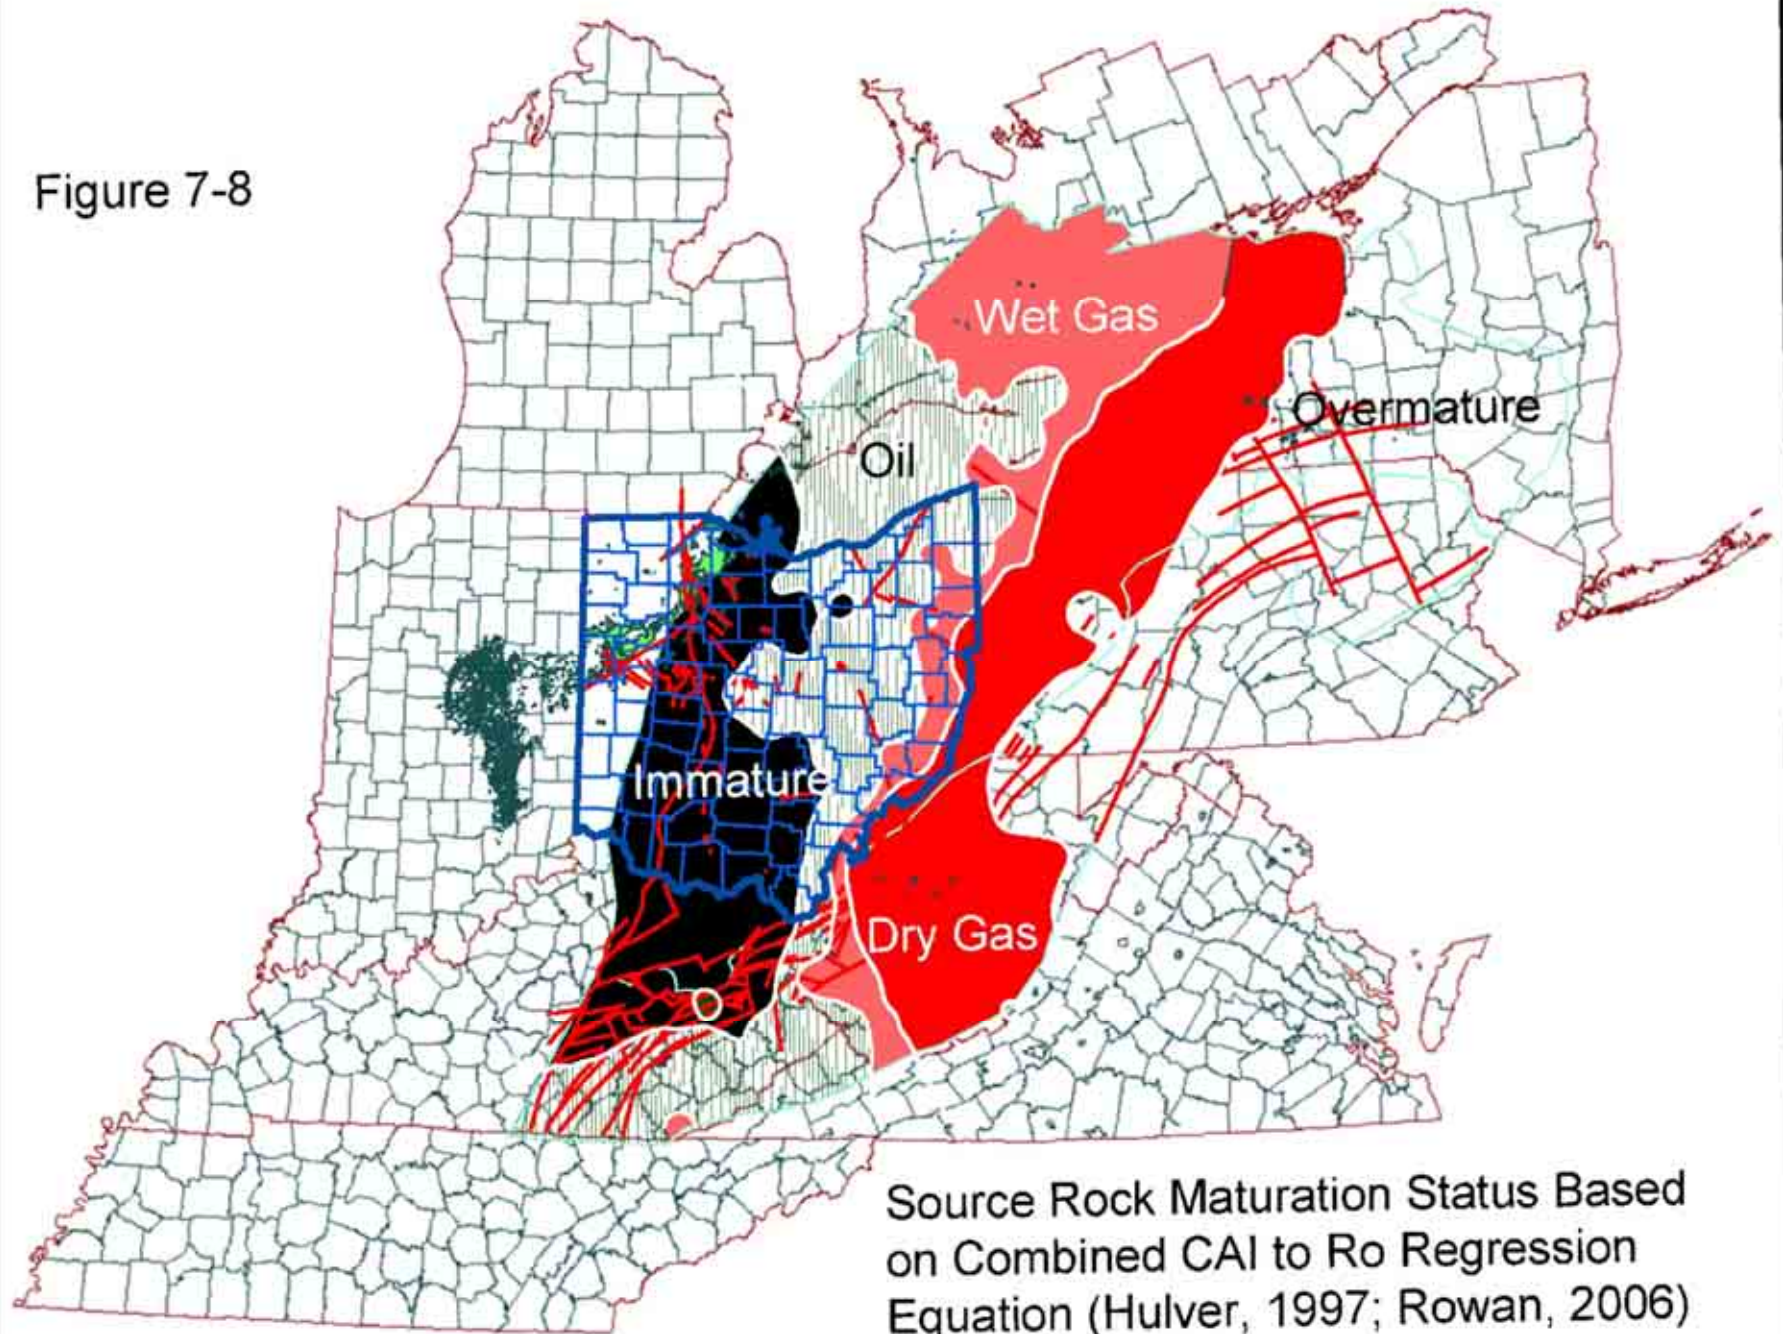 Figure 7-8
Wet Gas
Overmature
Oil
Immature
Dry Gas
Source Rock Maturation Status Based
on Combined CAI to Ro Regression
Equation (Hulver, 1997; Rowan, 2006)